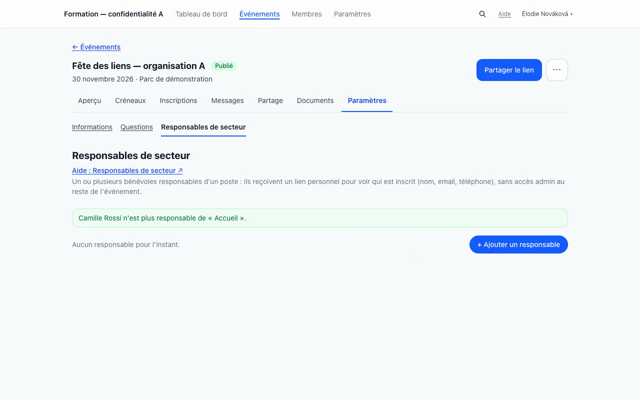 Formation — confidentialité A
Tableau de bord
Événements
Membres
Paramètres
Aide
Élodie Nováková
← Événements
Fête des liens — organisation A
Publié
30 novembre 2026 · Parc de démonstration
Partager le lien
···
Aperçu
Créneaux
Inscriptions
Messages
Partage
Documents
Paramètres
Informations
Questions
Responsables de secteur
Responsables de secteur
Aide : Responsables de secteur ↗
Un ou plusieurs bénévoles responsables d'un poste : ils reçoivent un lien personnel pour voir qui est inscrit (nom, email, téléphone), sans accès admin au
reste de l'événement.
Camille Rossi n'est plus responsable de « Accueil ».
Aucun responsable pour l'instant.
+ Ajouter un responsable